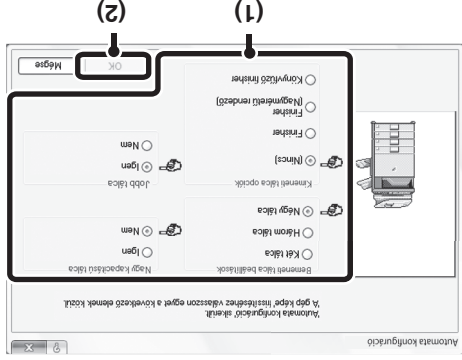 Automata konfiguráció
Automata konfiguráció sikerült.
A gép képe, frissítéséhez válasszon egyet a következő elemek közül.
Bemeneti tálca beállítások
Két tálca
Három tálca
Négy tálca
Nagy kapacitású tálca
Igen
Nem
Kimeneti tálca opciók
(Nincs)
Finisher
Finisher
(Nagyméretű rendező)
Könyvfűző finisher
Jobb tálca
Igen
Nem
OK
Mégse
(1)
(2)